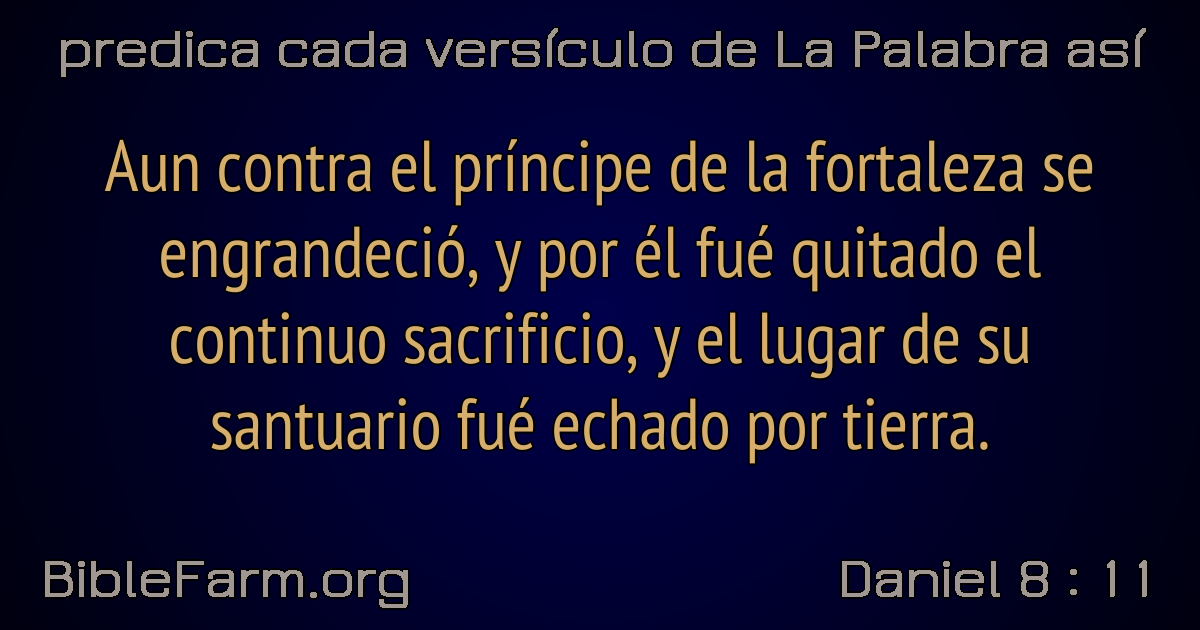 predica cada versículo de La Palabra así
Aun contra el príncipe de la fortaleza se
engrandeció, y por él fué quitado el
continuo sacrificio, y el lugar de su
santuario fué echado por tierra.
BibleFarm.org
Daniel 8 : 11